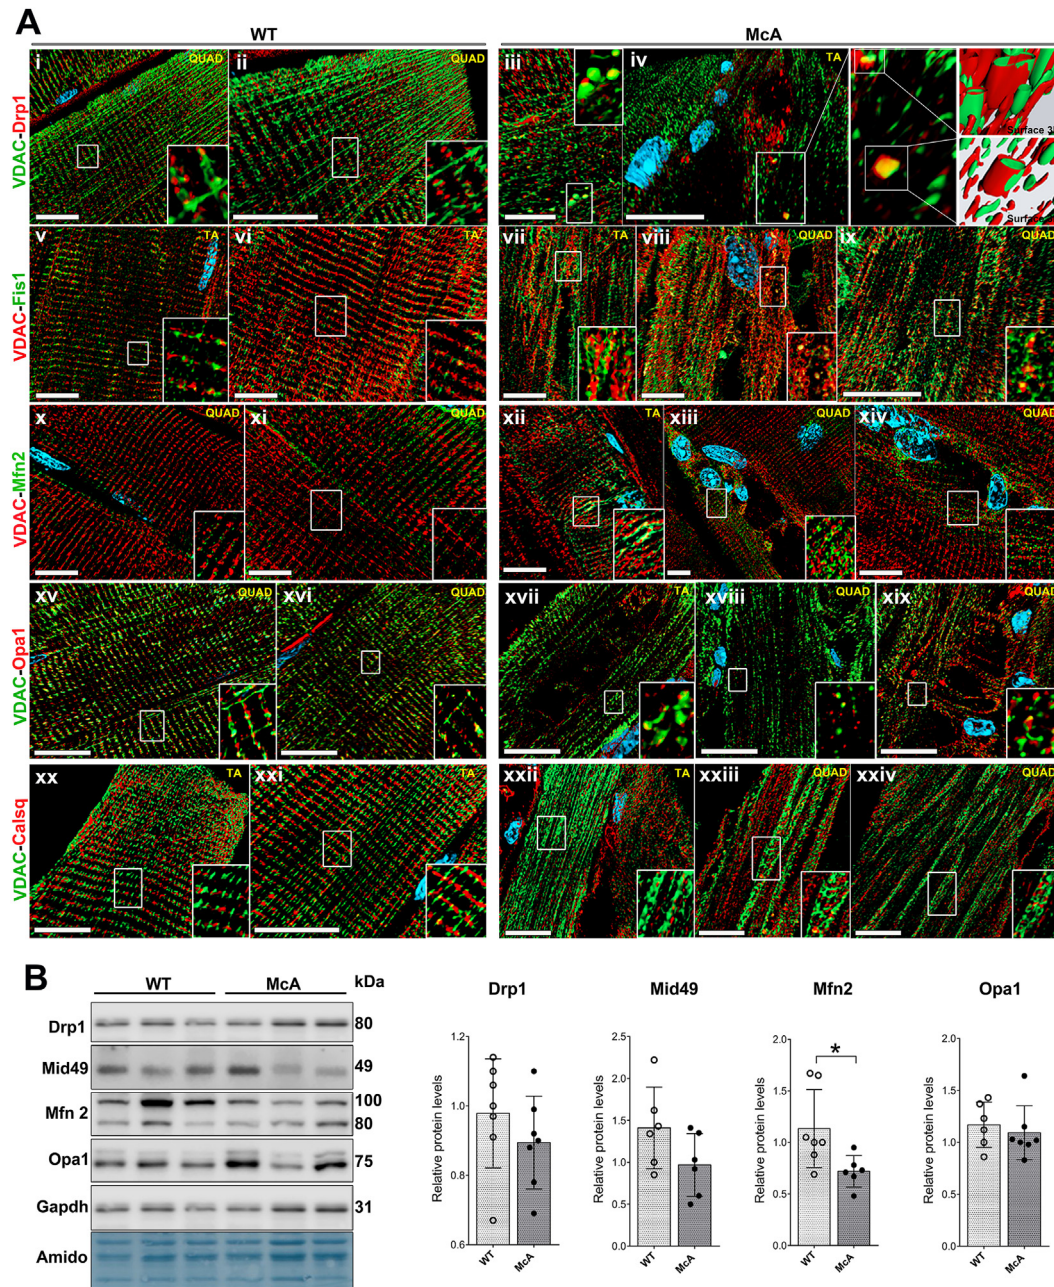 A
WT
McA
VDAC-Drp1
i
QUAD
ii
QUAD
iii
iv
TA
Surface 3
Surface
VDAC-Fis1
v
TA
vi
TA
vii
TA
viii
QUAD
ix
QUAD
VDAC-Mfn2
x
QUAD
xi
QUAD
xii
TA
xiii
QUAD
xiv
QUAD
VDAC-Opa1
xv
QUAD
xvi
QUAD
xvii
TA
xviii
QUAD
xix
QUAD
VDAC-Calsq
xx
TA
xxi
TA
xxii
TA
xxiii
QUAD
xxiv
QUAD
B
WT
McA
kDa
Drp1
80
Mid49
49
Mfn 2
100
80
Opa1
75
Gapdh
31
Amido
Drp1
Relative protein levels
1.2
1.0
0.8
0.6
WT
McA
Mid49
Relative protein levels
2.5
2.0
1.5
1.0
0.5
0.0
WT
McA
Mfn2
Relative protein levels
2.0
1.5
1.0
0.5
0.0
*
WT
McA
Opa1
Relative protein levels
2.0
1.5
1.0
0.5
0.0
WT
McA